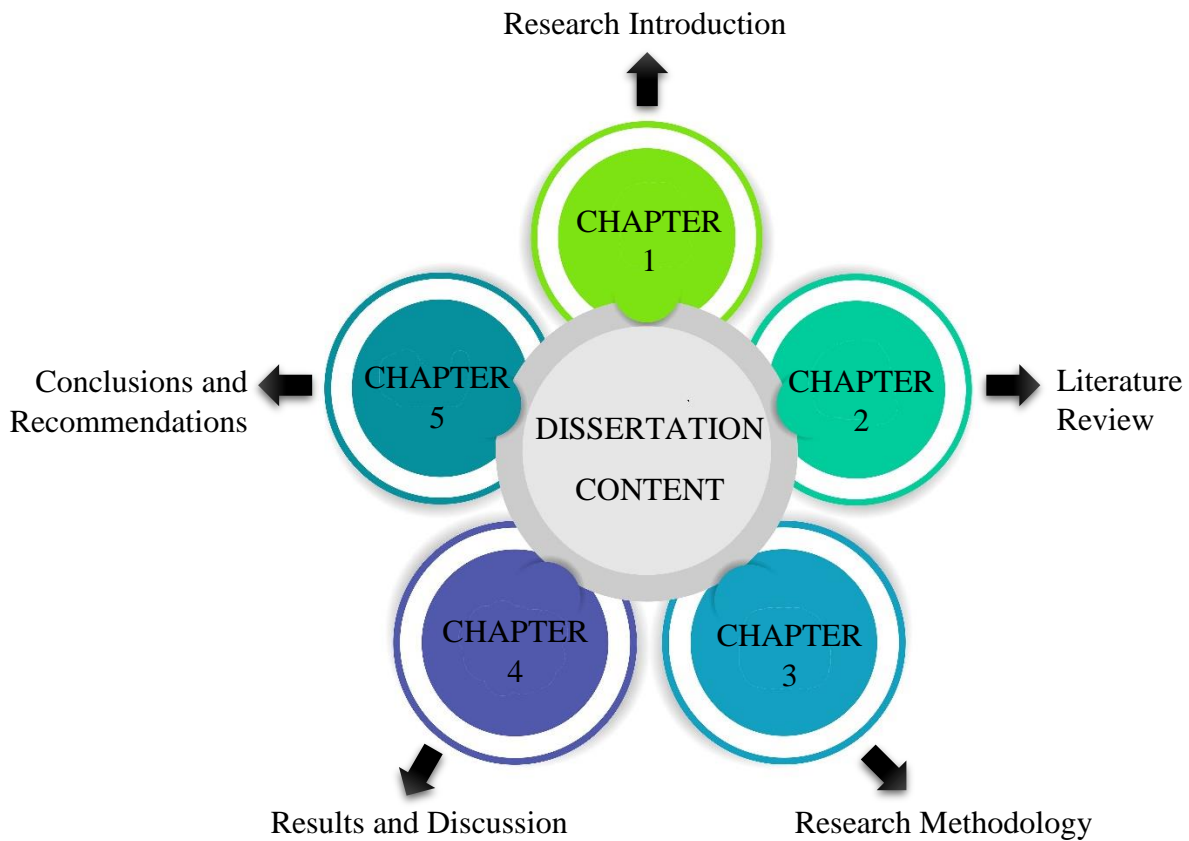 Research Introduction
CHAPTER
1
CHAPTER
2
Literature
Review
CHAPTER
3
Research Methodology
CHAPTER
4
Results and Discussion
CHAPTER
5
Conclusions and
Recommendations
DISSERTATION
CONTENT